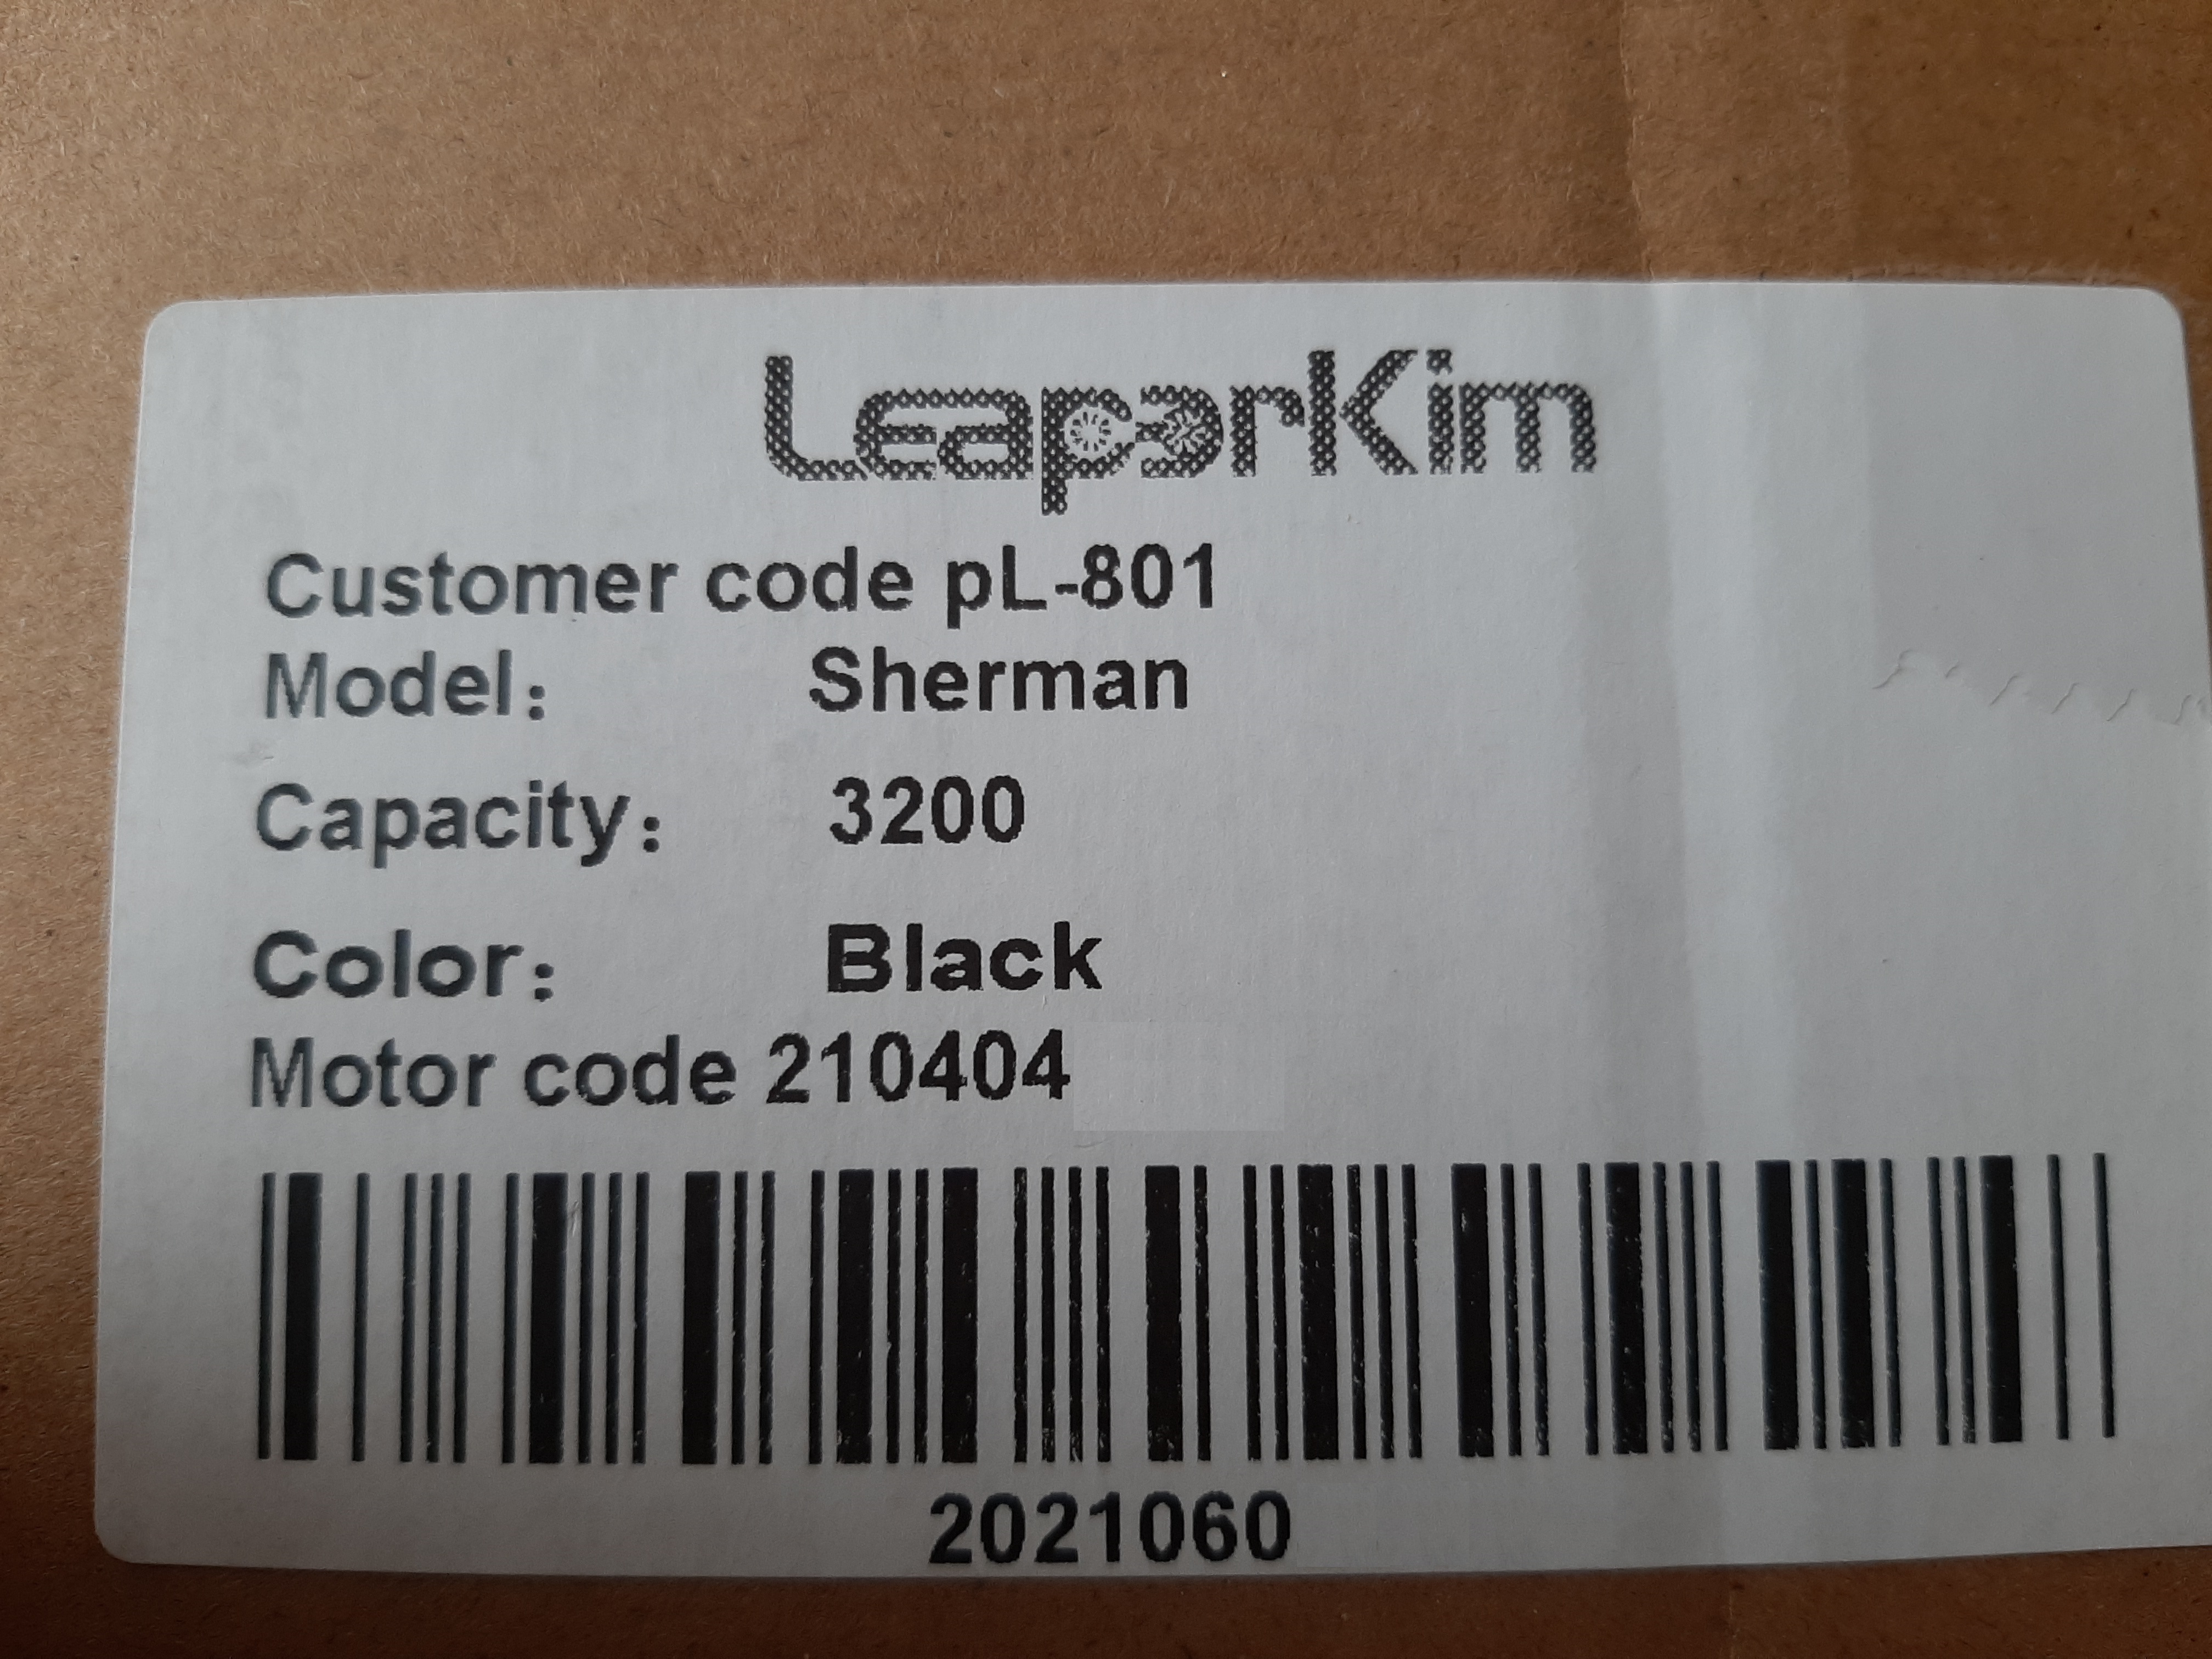 LeaperKim
Customer code pL-801
Model： Sherman
Capacity： 3200
Color： Black
Motor code 210404
2021060